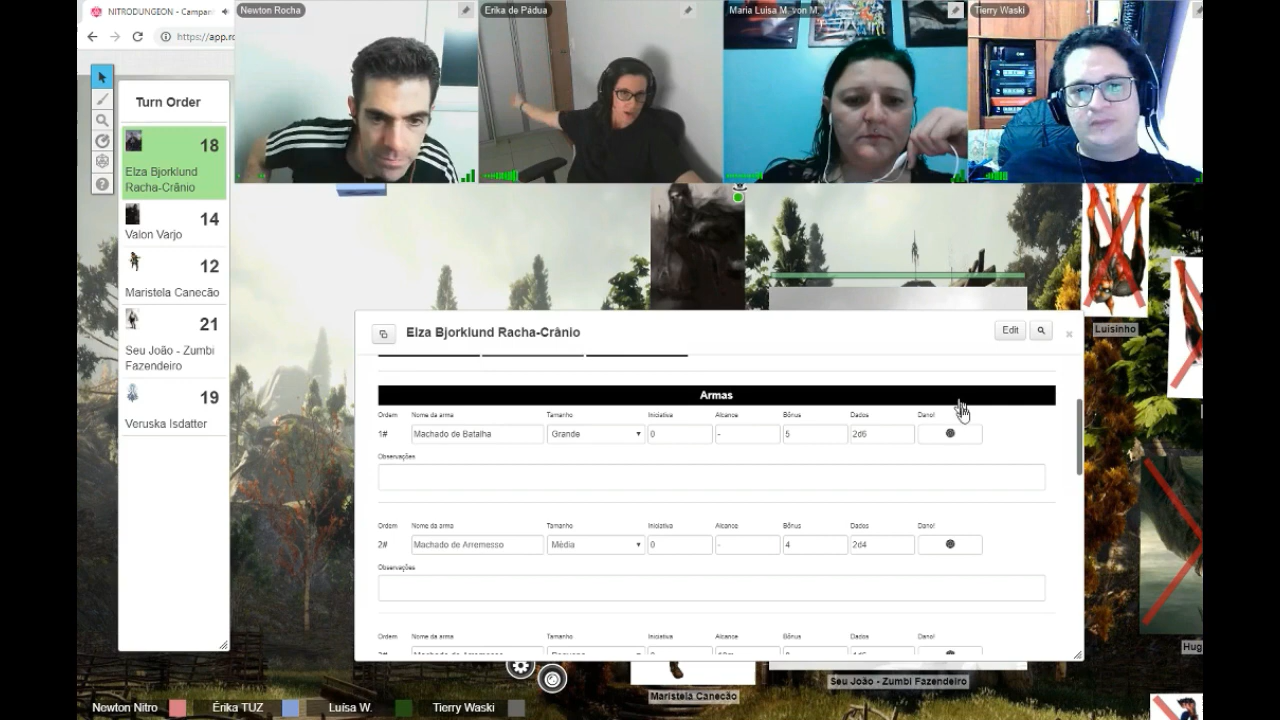 NITRODUNGEON - Campan
https://app.ro
Newton Rocha
Erika de Pádua
Maria Luisa M. von M.
Tierry Waski
Turn Order
18
Elza Bjorklund
Racha-Crânio
14
Valon Varjo
12
Maristela Canecão
21
Seu João - Zumbi
Fazendeiro
19
Veruska Isdatter
Luisinho
Elza Bjorklund Racha-Crânio
Edit
Armas
Ordem Nome da arma Tamanho Iniciativa Alcance Bônus Dados Dano!
1# Machado de Batalha Grande 0 - 5 2d6
Observações
Ordem Nome da arma Tamanho Iniciativa Alcance Bônus Dados Dano!
2# Machado de Arremesso Média 0 - 4 2d4
Observações
Ordem Nome da arma Tamanho Iniciativa Alcance Bônus Dados Dano!
Hug
Seu João - Zumbi Fazendeiro
Maristela Canecão
Newton Nitro Érika TUZ Luísa W. Tierry Waski